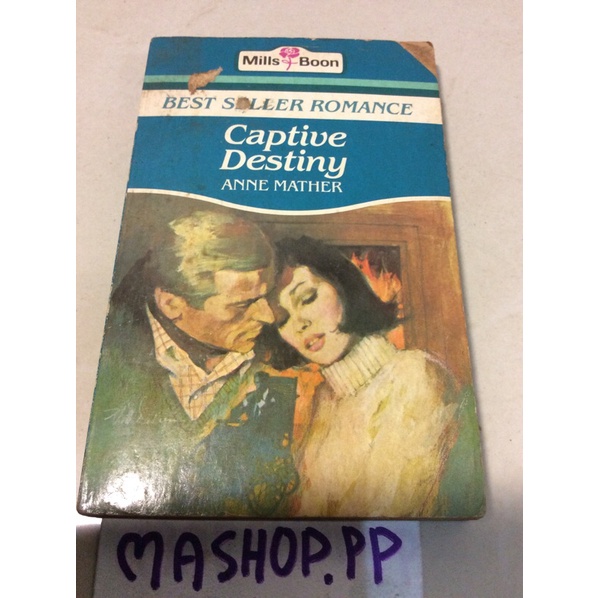 Mills Boon
BEST SELLER ROMANCE
Captive
Destiny
ANNE MATHER
MASHOP.PP